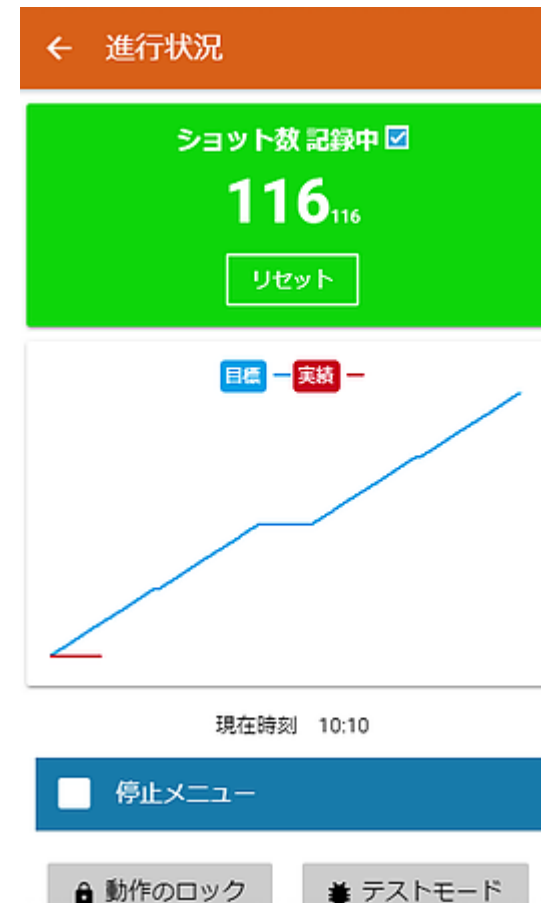 進行状況
ショット数 記録中
116 116
リセット
目標 実績
現在時刻 10:10
停止メニュー
動作のロック テストモード